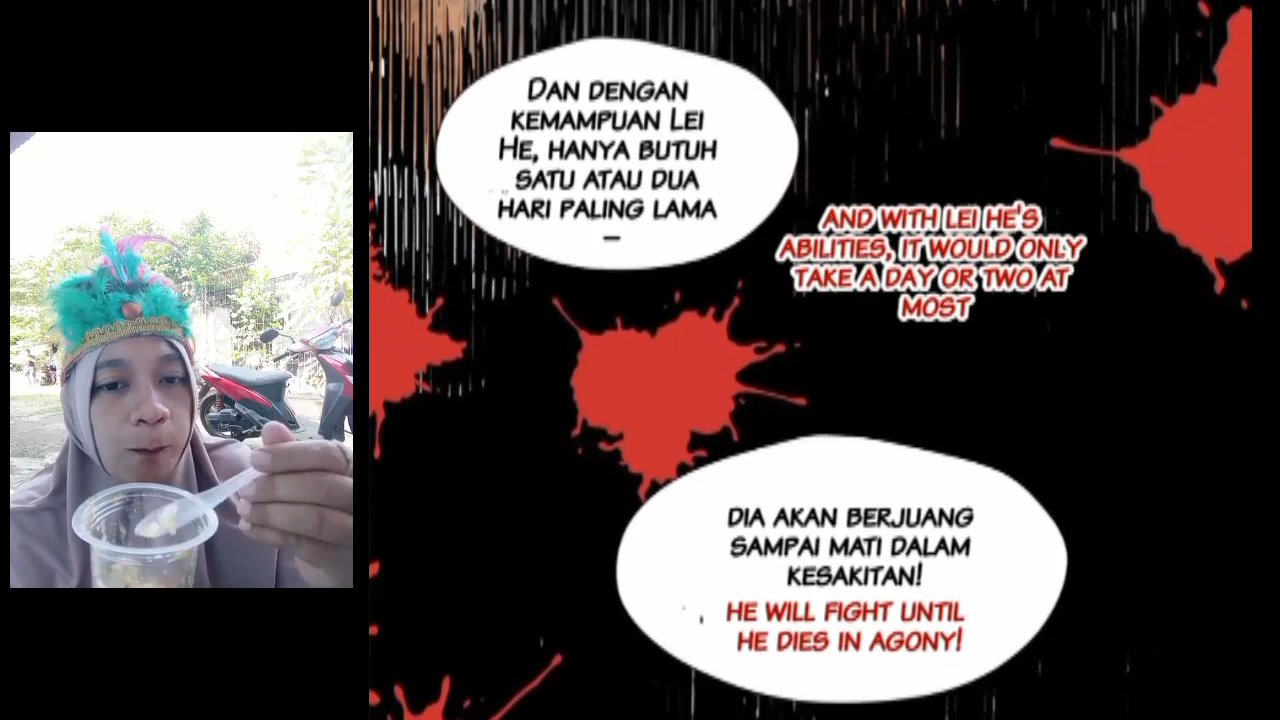 DAN DENGAN
KEMAMPUAN LEI
HE, HANYA BUTUH
SATU ATAU DUA
HARI PALING LAMA
–
AND WITH LEI HE'S
ABILITIES, IT WOULD ONLY
TAKE A DAY OR TWO AT
MOST
DIA AKAN BERJUANG
SAMPAI MATI DALAM
KESAKITAN!
HE WILL FIGHT UNTIL
HE DIES IN AGONY!